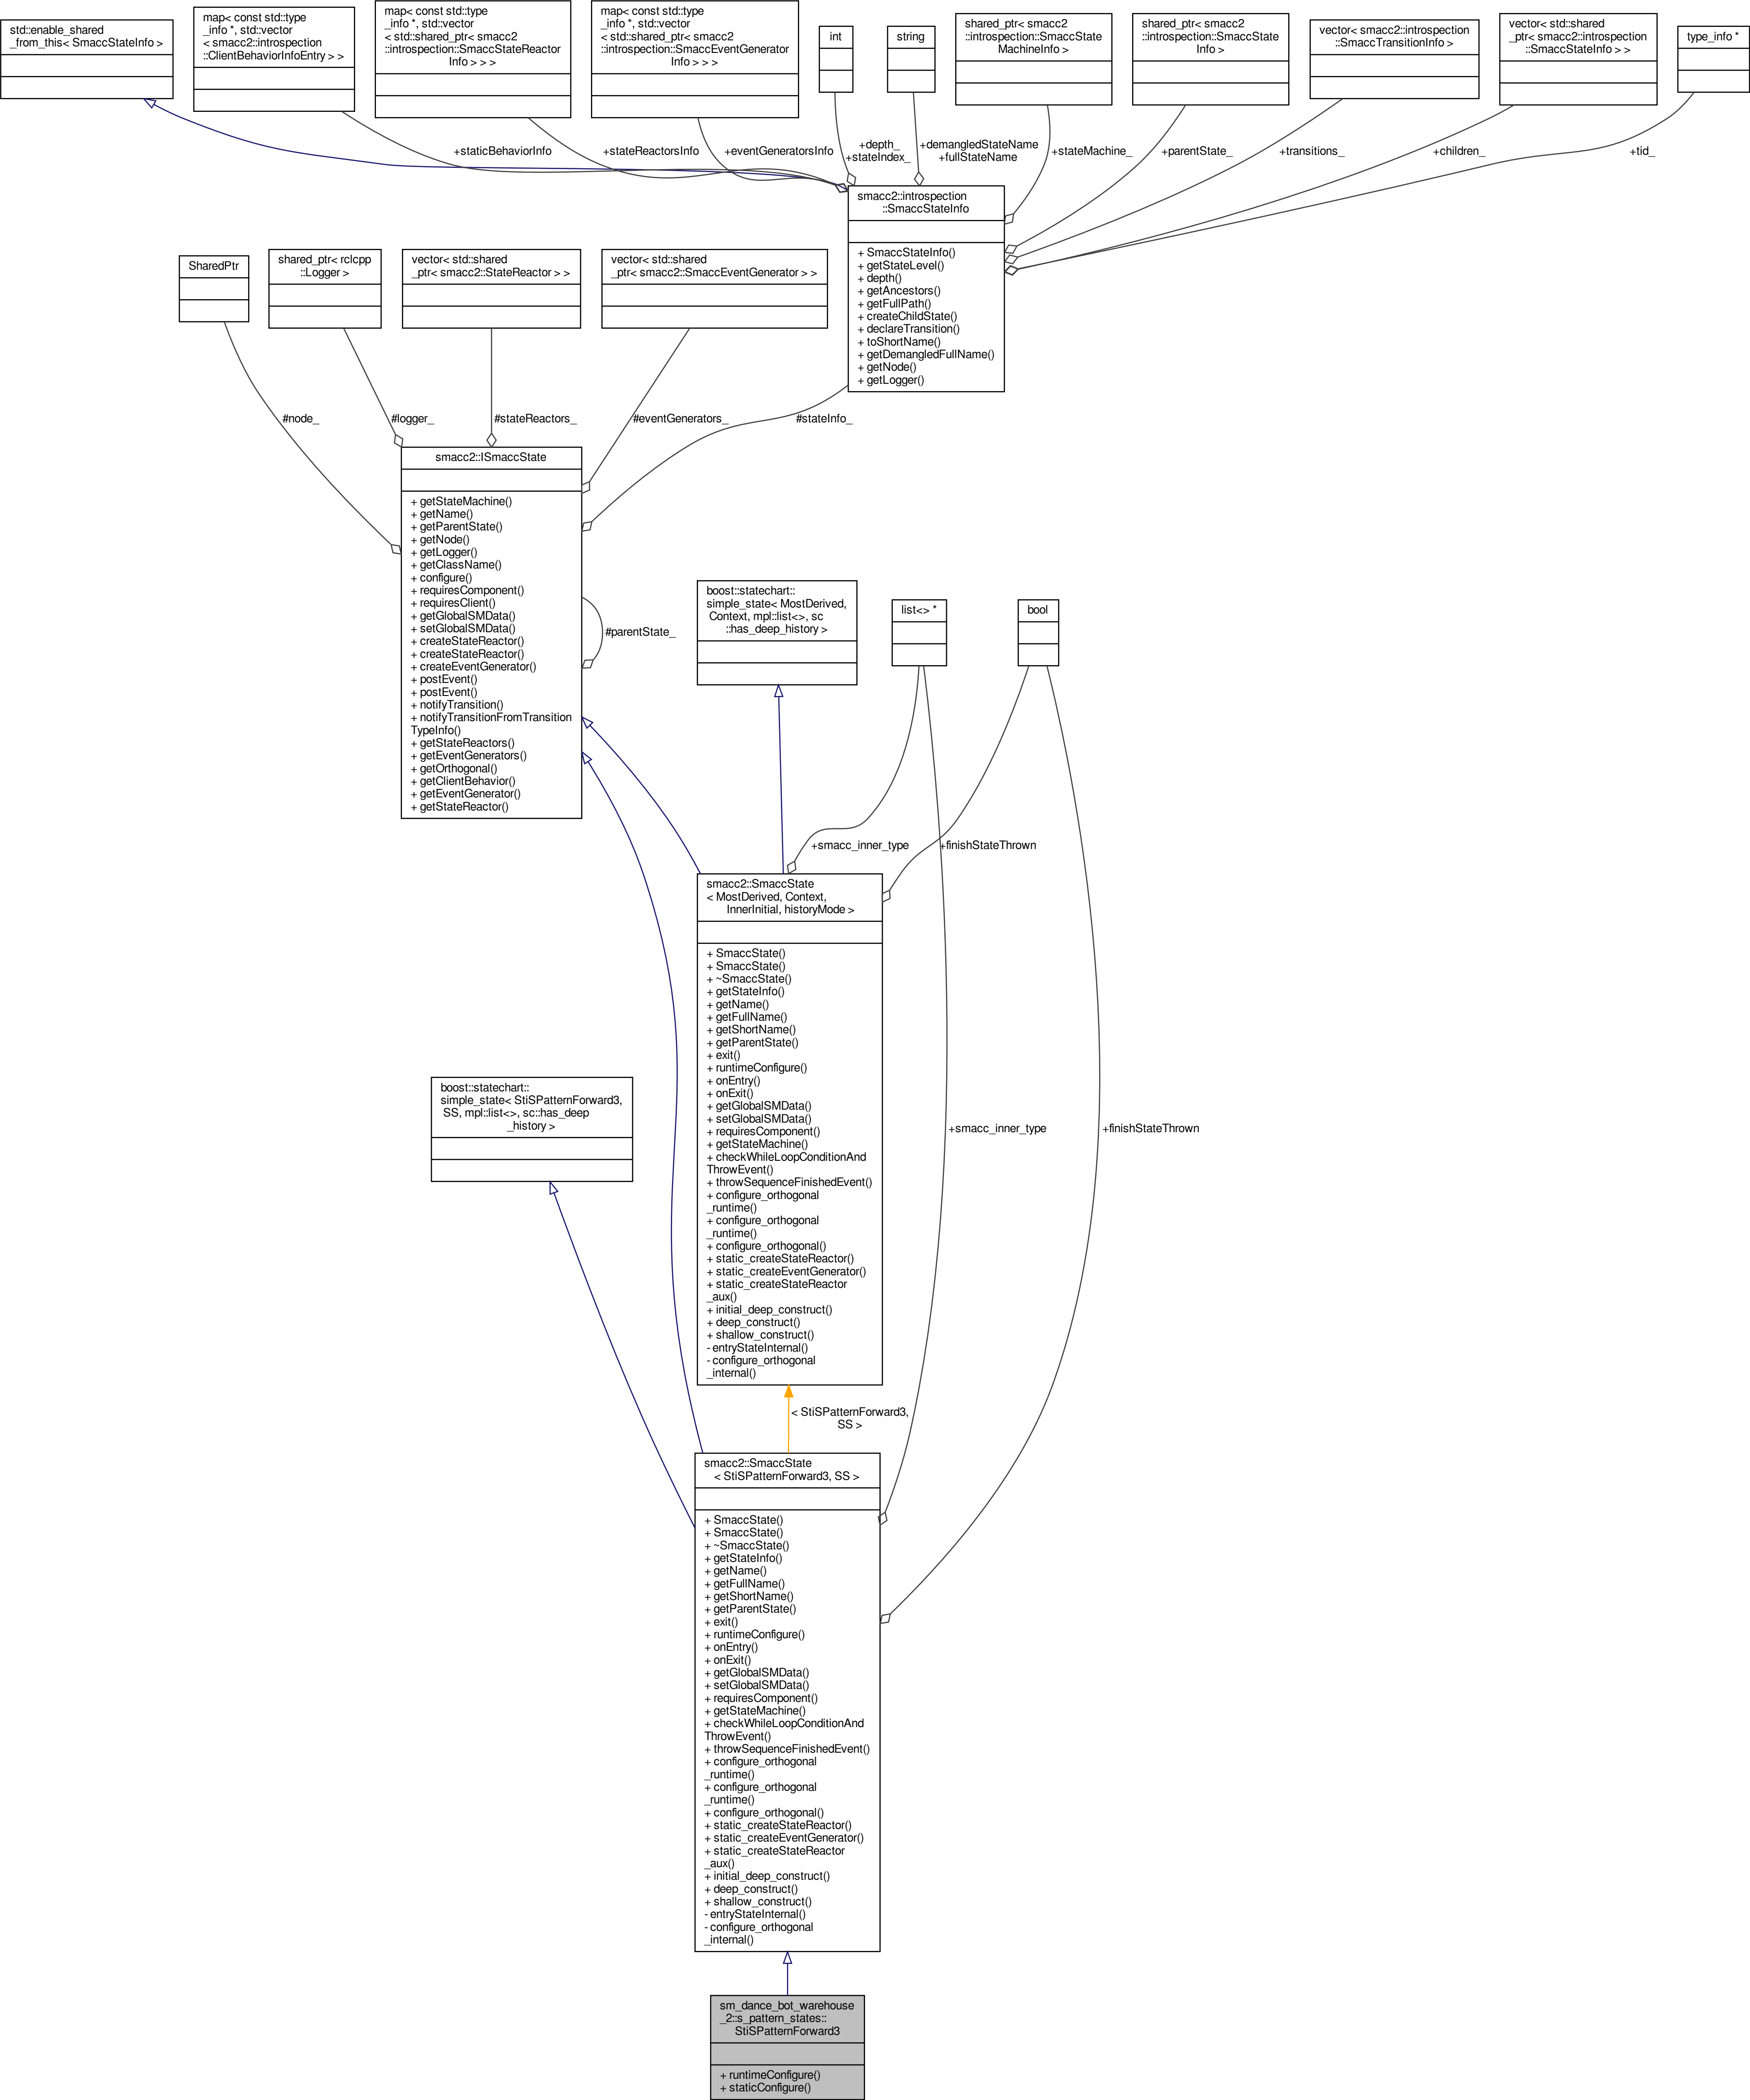 std::enable_shared
_from_this< SmaccStateInfo >
map< const std::type
_info *, std::vector
< smacc2::introspection
::ClientBehaviorInfoEntry > >
map< const std::type
_info *, std::vector
< std::shared_ptr< smacc2
::introspection::SmaccStateReactor
Info > > >
map< const std::type
_info *, std::vector
< std::shared_ptr< smacc2
::introspection::SmaccEventGenerator
Info > > >
int
string
shared_ptr< smacc2
::introspection::SmaccState
MachineInfo >
shared_ptr< smacc2
::introspection::SmaccState
Info >
vector< smacc2::introspection
::SmaccTransitionInfo >
vector< std::shared
_ptr< smacc2::introspection
::SmaccStateInfo > >
type_info *
+staticBehaviorInfo
+stateReactorsInfo
+eventGeneratorsInfo
+depth_
+stateIndex_
+demangledStateName
+fullStateName
+stateMachine_
+parentState_
+transitions_
+children_
+tid_
smacc2::introspection
::SmaccStateInfo
+ SmaccStateInfo()
+ getStateLevel()
+ depth()
+ getAncestors()
+ getFullPath()
+ createChildState()
+ declareTransition()
+ toShortName()
+ getDemangledFullName()
+ getNode()
+ getLogger()
SharedPtr
shared_ptr< rclcpp
::Logger >
vector< std::shared
_ptr< smacc2::StateReactor > >
vector< std::shared
_ptr< smacc2::SmaccEventGenerator > >
#node_
#logger_
#stateReactors_
#eventGenerators_
#stateInfo_
smacc2::ISmaccState
+ getStateMachine()
+ getName()
+ getParentState()
+ getNode()
+ getLogger()
+ getClassName()
+ configure()
+ requiresComponent()
+ requiresClient()
+ getGlobalSMData()
+ setGlobalSMData()
+ createStateReactor()
+ createStateReactor()
+ createEventGenerator()
+ postEvent()
+ postEvent()
+ notifyTransition()
+ notifyTransitionFromTransition
TypeInfo()
+ getStateReactors()
+ getEventGenerators()
+ getOrthogonal()
+ getClientBehavior()
+ getEventGenerator()
+ getStateReactor()
#parentState_
boost::statechart::
simple_state< MostDerived,
Context, mpl::list<>, sc
::has_deep_history >
list<> *
bool
+smacc_inner_type
+finishStateThrown
smacc2::SmaccState
< MostDerived, Context,
InnerInitial, historyMode >
+ SmaccState()
+ SmaccState()
+ ~SmaccState()
+ getStateInfo()
+ getName()
+ getFullName()
+ getShortName()
+ getParentState()
+ exit()
+ runtimeConfigure()
+ onEntry()
+ onExit()
+ getGlobalSMData()
+ setGlobalSMData()
+ requiresComponent()
+ getStateMachine()
+ checkWhileLoopConditionAnd
ThrowEvent()
+ throwSequenceFinishedEvent()
+ configure_orthogonal
_runtime()
+ configure_orthogonal
_runtime()
+ configure_orthogonal()
+ static_createStateReactor()
+ static_createEventGenerator()
+ static_createStateReactor
_aux()
+ initial_deep_construct()
+ deep_construct()
+ shallow_construct()
- entryStateInternal()
- configure_orthogonal
_internal()
boost::statechart::
simple_state< StiSPatternForward3,
SS, mpl::list<>, sc::has_deep
_history >
+smacc_inner_type
+finishStateThrown
< StiSPatternForward3,
SS >
smacc2::SmaccState
< StiSPatternForward3, SS >
+ SmaccState()
+ SmaccState()
+ ~SmaccState()
+ getStateInfo()
+ getName()
+ getFullName()
+ getShortName()
+ getParentState()
+ exit()
+ runtimeConfigure()
+ onEntry()
+ onExit()
+ getGlobalSMData()
+ setGlobalSMData()
+ requiresComponent()
+ getStateMachine()
+ checkWhileLoopConditionAnd
ThrowEvent()
+ throwSequenceFinishedEvent()
+ configure_orthogonal
_runtime()
+ configure_orthogonal
_runtime()
+ configure_orthogonal()
+ static_createStateReactor()
+ static_createEventGenerator()
+ static_createStateReactor
_aux()
+ initial_deep_construct()
+ deep_construct()
+ shallow_construct()
- entryStateInternal()
- configure_orthogonal
_internal()
sm_dance_bot_warehouse
_2::s_pattern_states::
StiSPatternForward3
+ runtimeConfigure()
+ staticConfigure()